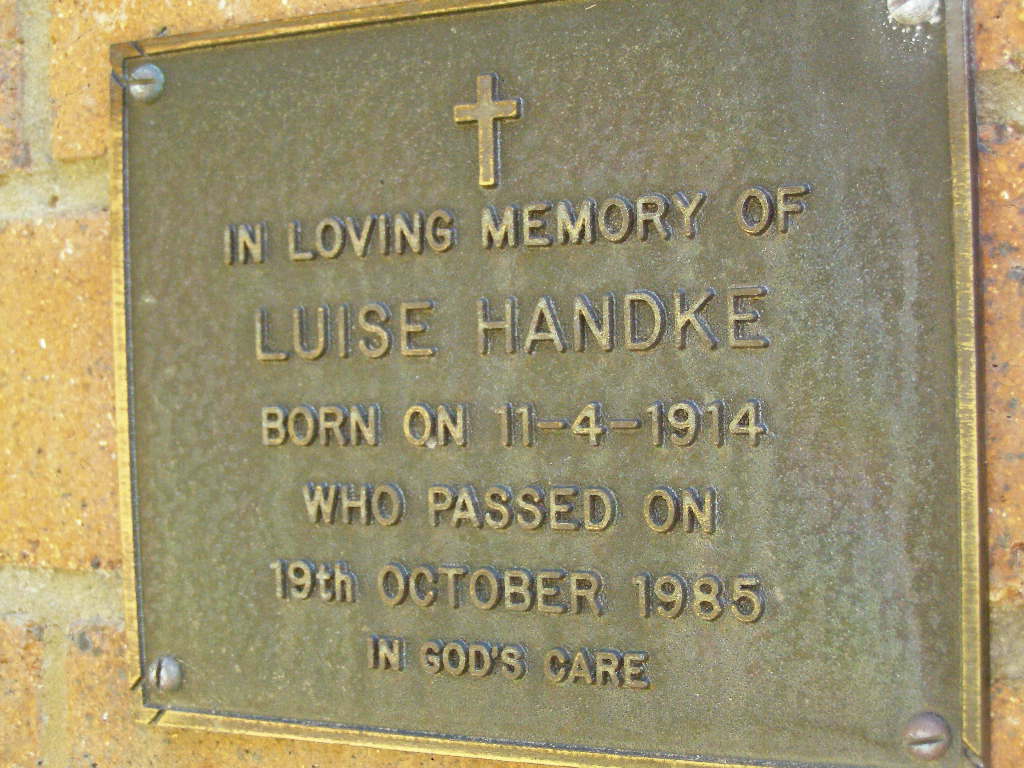 IN LOVING MEMORY OF
LUISE HANDKE
BORN ON 11-4-1914
WHO PASSED ON
19th OCTOBER 1985
IN GOD'S CARE